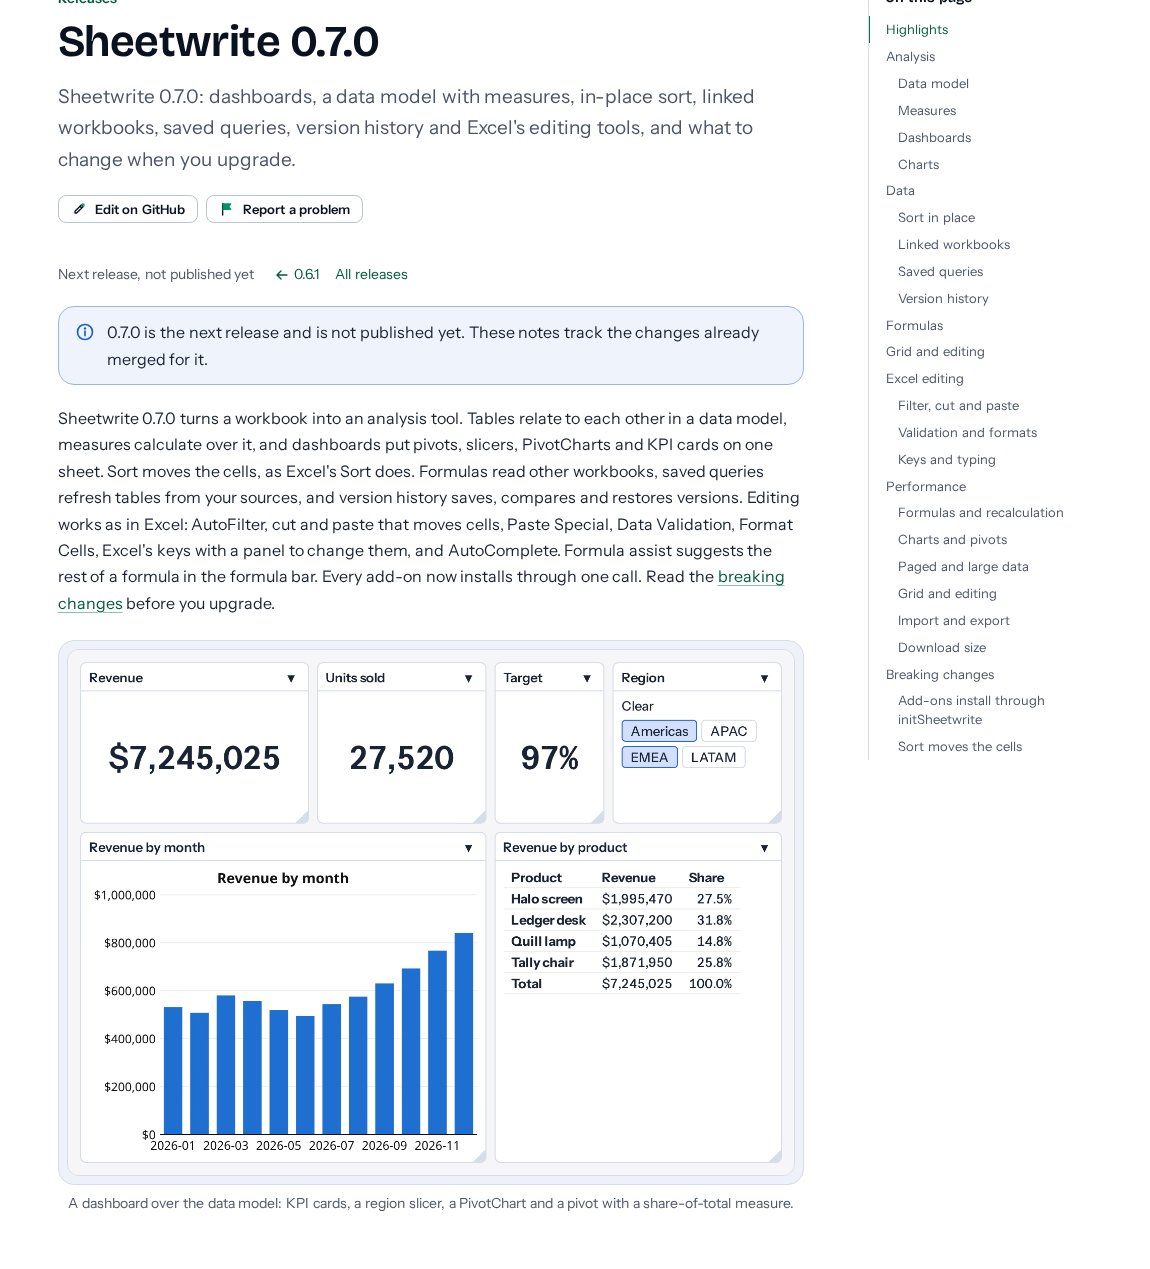 Releases
Sheetwrite 0.7.0
Sheetwrite 0.7.0: dashboards, a data model with measures, in-place sort, linked
workbooks, saved queries, version history and Excel's editing tools, and what to
change when you upgrade.
Edit on GitHub
Report a problem
Next release, not published yet
← 0.6.1
All releases
0.7.0 is the next release and is not published yet. These notes track the changes already
merged for it.
Sheetwrite 0.7.0 turns a workbook into an analysis tool. Tables relate to each other in a data model,
measures calculate over it, and dashboards put pivots, slicers, PivotCharts and KPI cards on one
sheet. Sort moves the cells, as Excel's Sort does. Formulas read other workbooks, saved queries
refresh tables from your sources, and version history saves, compares and restores versions. Editing
works as in Excel: AutoFilter, cut and paste that moves cells, Paste Special, Data Validation, Format
Cells, Excel's keys with a panel to change them, and AutoComplete. Formula assist suggests the
rest of a formula in the formula bar. Every add-on now installs through one call. Read the breaking
changes before you upgrade.
Revenue ▼
$7,245,025
Units sold ▼
27,520
Target ▼
97%
Region ▼
Clear
Americas APAC
EMEA LATAM
Revenue by month ▼
Revenue by month
$1,000,000
$800,000
$600,000
$400,000
$200,000
$0
2026-01 2026-03 2026-05 2026-07 2026-09 2026-11
Revenue by product ▼
Product Revenue Share
Halo screen $1,995,470 27.5%
Ledger desk $2,307,200 31.8%
Quill lamp $1,070,405 14.8%
Tally chair $1,871,950 25.8%
Total $7,245,025 100.0%
A dashboard over the data model: KPI cards, a region slicer, a PivotChart and a pivot with a share-of-total measure.
On this page
Highlights
Analysis
Data model
Measures
Dashboards
Charts
Data
Sort in place
Linked workbooks
Saved queries
Version history
Formulas
Grid and editing
Excel editing
Filter, cut and paste
Validation and formats
Keys and typing
Performance
Formulas and recalculation
Charts and pivots
Paged and large data
Grid and editing
Import and export
Download size
Breaking changes
Add-ons install through
initSheetwrite
Sort moves the cells